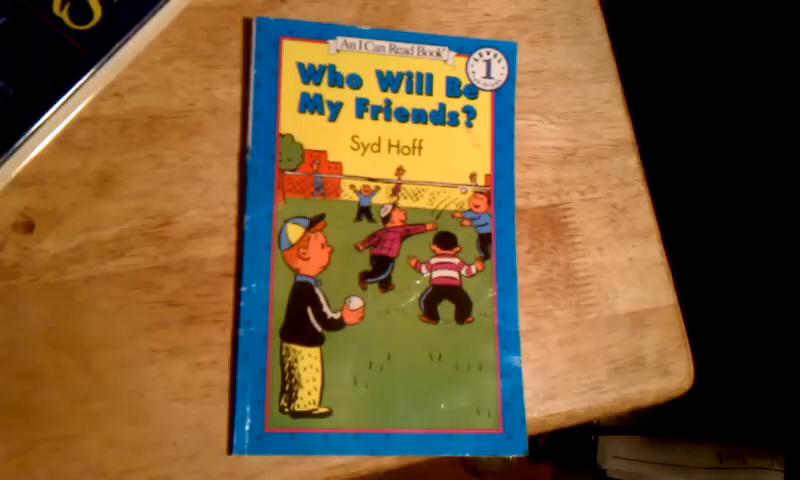 An I Can Read Book
LEVEL
1
Who Will Be
My Friends?
Syd Hoff